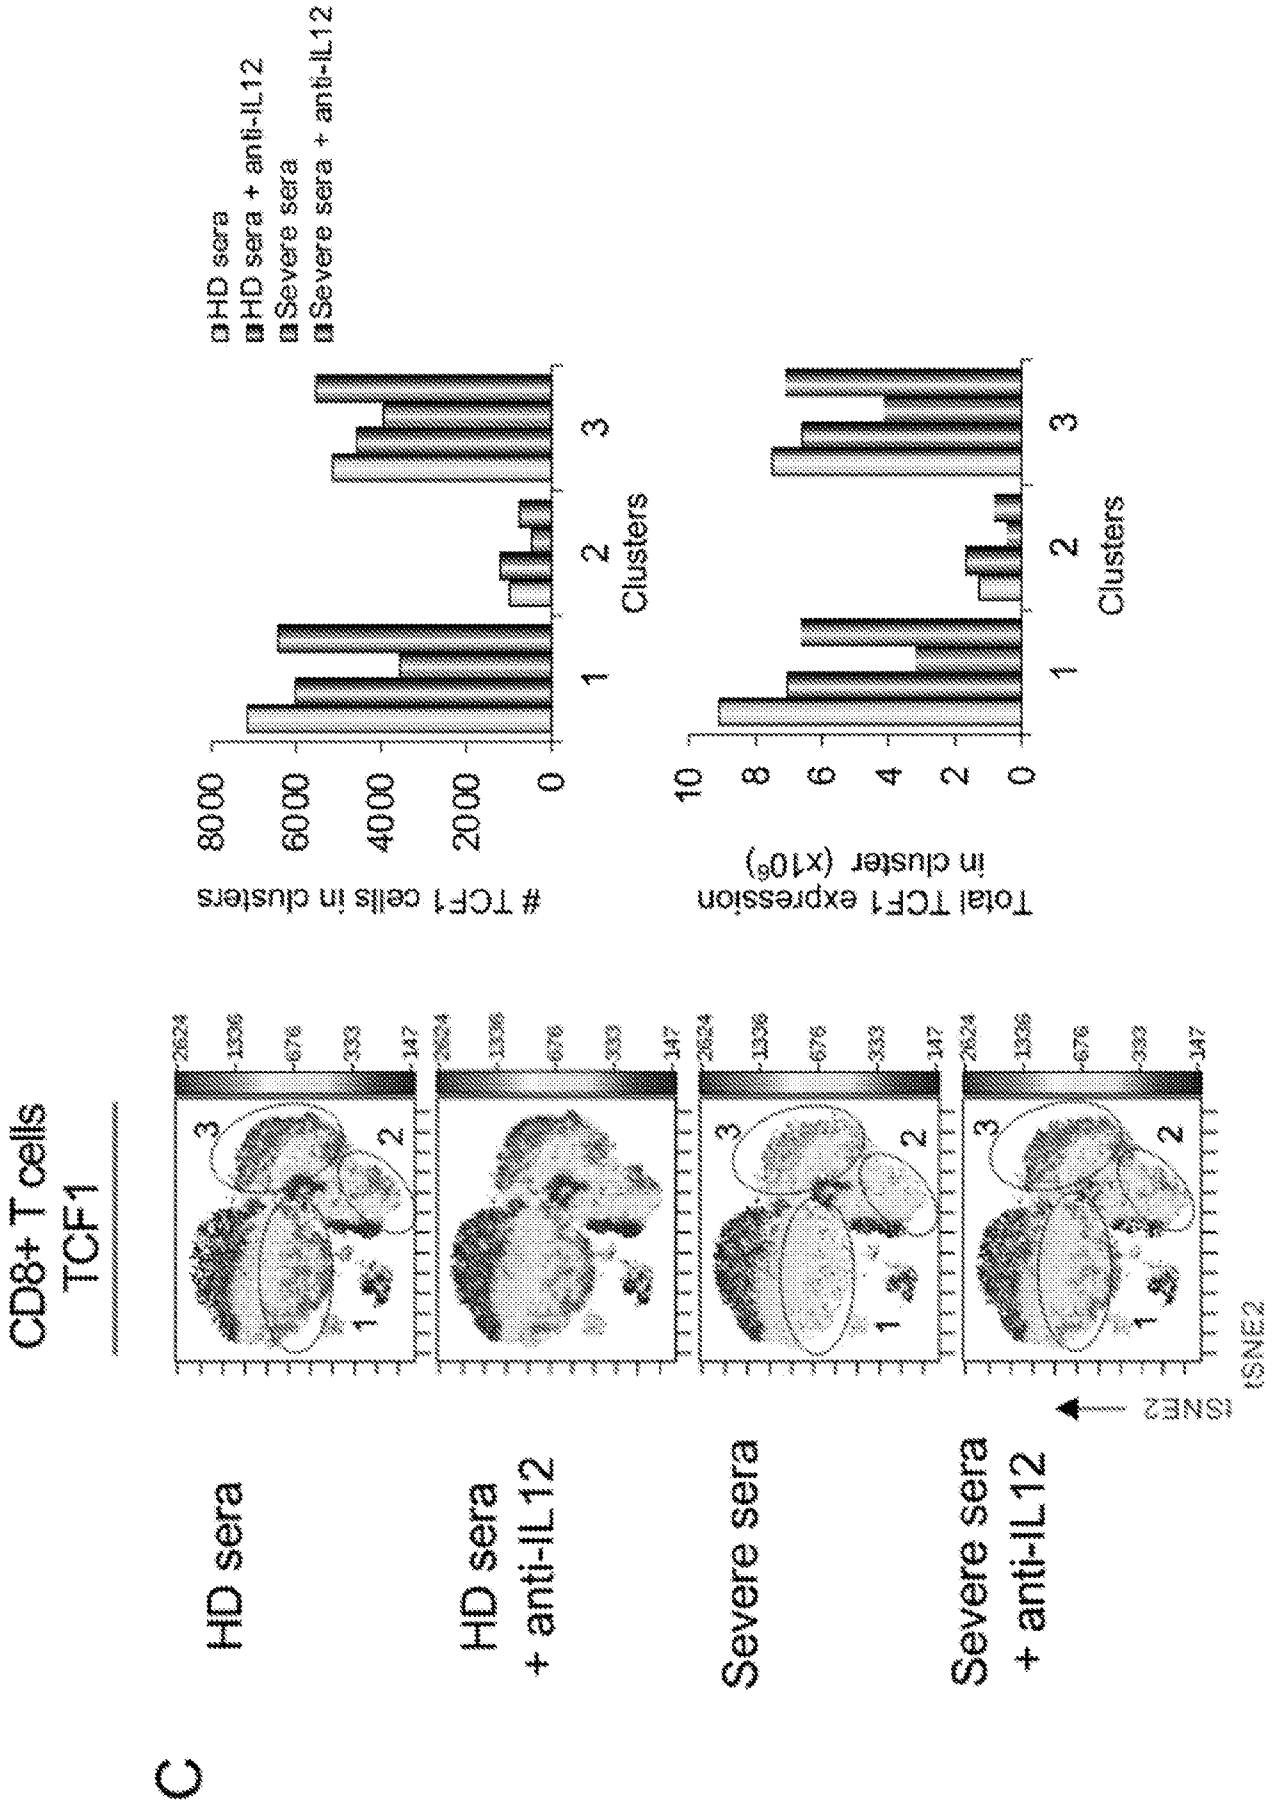 C
CD8+ T cells
TCF1
HD sera
3
2
1
2624
1336
676
333
147
HD sera
+ anti-IL12
2624
1336
676
333
147
Severe sera
3
2
1
2624
1336
676
333
147
Severe sera
+ anti-IL12
3
2
1
2624
1336
676
333
147
tSNE2
tSNE2
# TCF1 cells in clusters
8000
6000
4000
2000
0
1
2
3
Clusters
HD sera
HD sera + anti-IL12
Severe sera
Severe sera + anti-IL12
Total TCF1 expression
in cluster (x10⁶)
10
8
6
4
2
0
1
2
3
Clusters